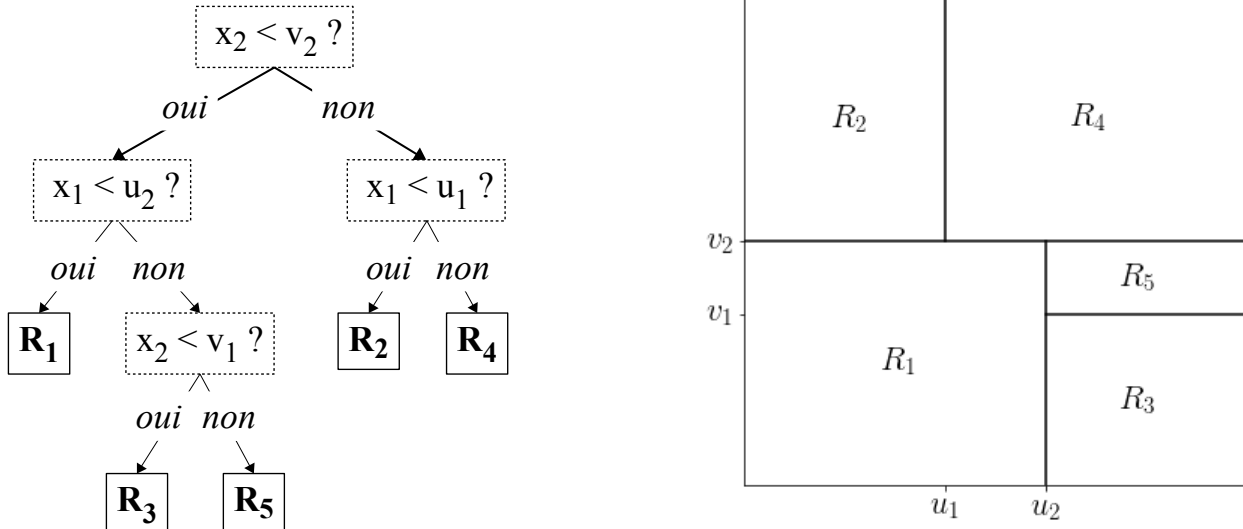 x₂ < v₂ ?
oui non
x₁ < u₂ ? x₁ < u₁ ?
oui non oui non
R₁ x₂ < v₁ ? R₂ R₄
oui non
R₃ R₅
R₂ R₄
v₂
R₅
v₁
R₁
R₃
u₁ u₂